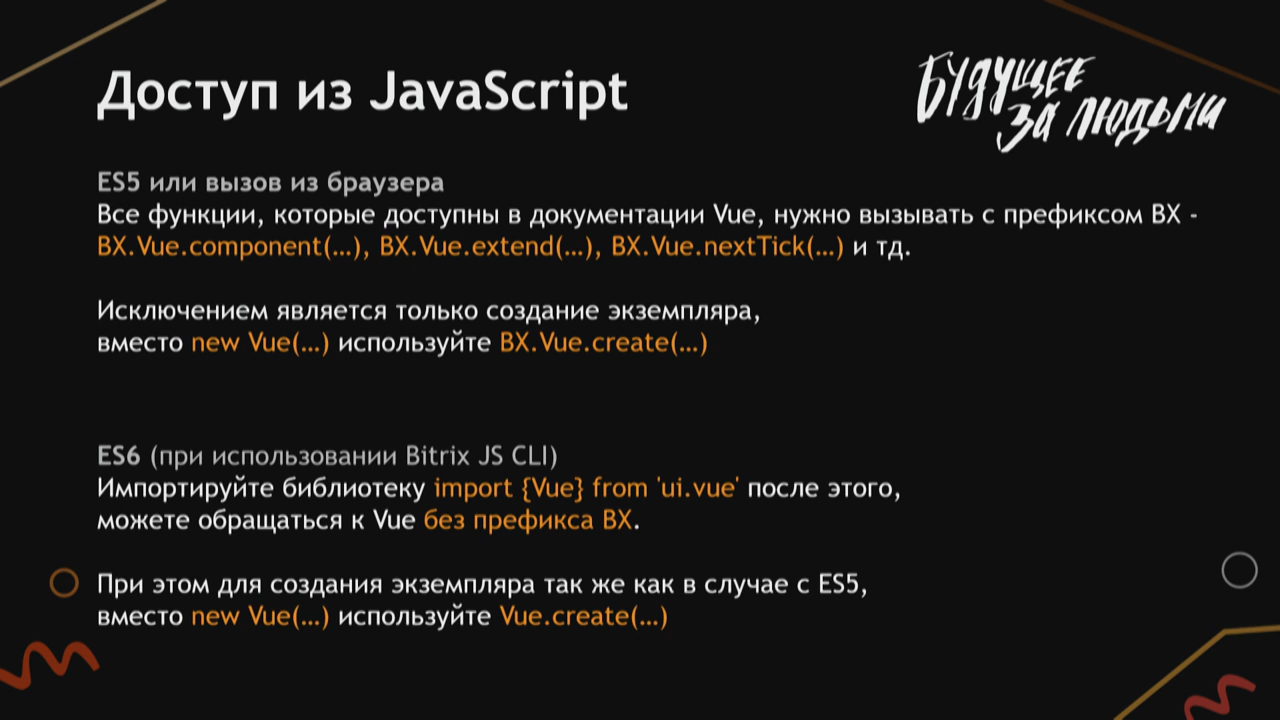 Доступ из JavaScript
БУДУЩЕЕ
ЗА ЛЮДЬМИ
ES5 или вызов из браузера
Все функции, которые доступны в документации Vue, нужно вызывать с префиксом BX -
BX.Vue.component(…), BX.Vue.extend(…), BX.Vue.nextTick(…) и тд.
Исключением является только создание экземпляра,
вместо new Vue(…) используйте BX.Vue.create(…)
ES6 (при использовании Bitrix JS CLI)
Импортируйте библиотеку import {Vue} from 'ui.vue' после этого,
можете обращаться к Vue без префикса BX.
При этом для создания экземпляра так же как в случае с ES5,
вместо new Vue(…) используйте Vue.create(…)